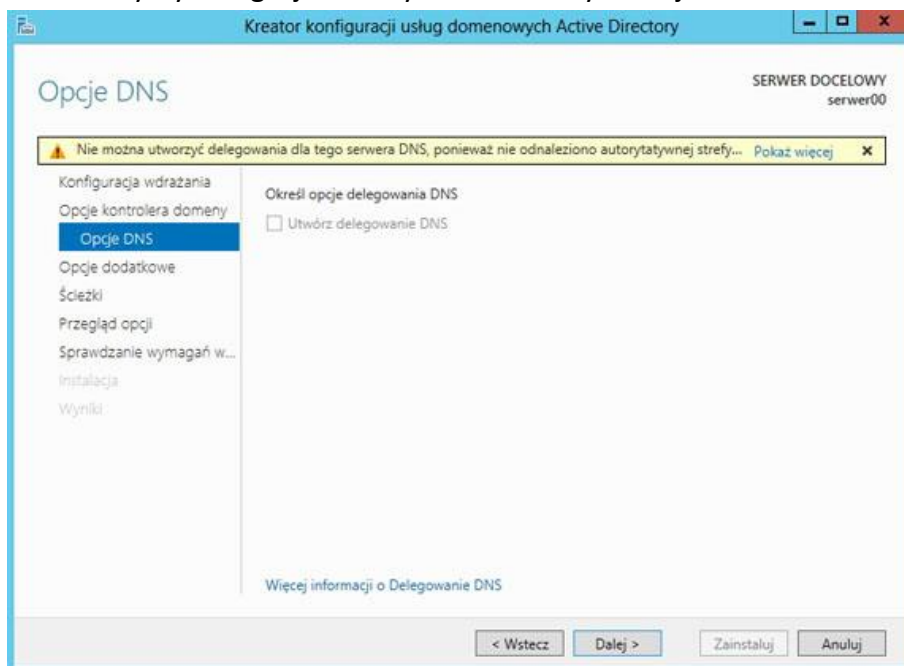 Kreator konfiguracji usług domenowych Active Directory
Opcje DNS
SERWER DOCELOWY
serwer00
Nie można utworzyć delegowania dla tego serwera DNS, ponieważ nie odnaleziono autorytatywnej strefy... Pokaż więcej
Konfiguracja wdrażania
Opcje kontrolera domeny
Opcje DNS
Opcje dodatkowe
Ścieżki
Przegląd opcji
Sprawdzanie wymagań w...
Instalacja
Wyniki
Określ opcje delegowania DNS
Utwórz delegowanie DNS
Więcej informacji o Delegowanie DNS
< Wstecz
Dalej >
Zainstaluj
Anuluj